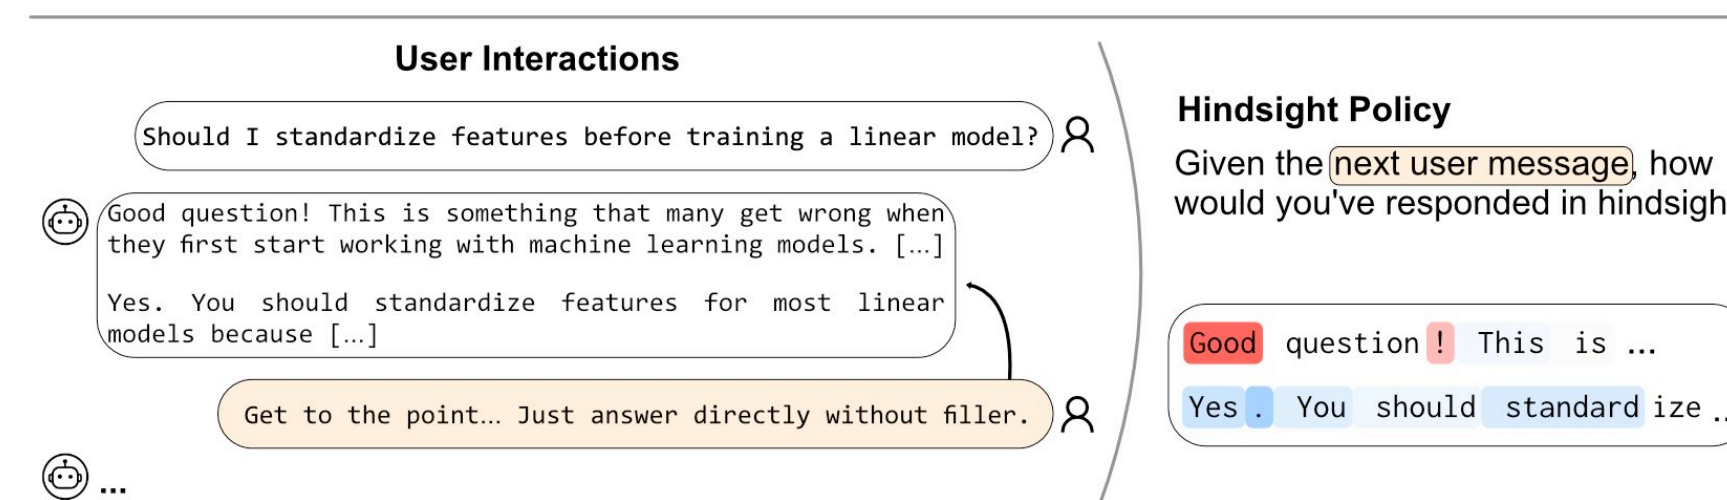 User Interactions
Should I standardize features before training a linear model?
Good question! This is something that many get wrong when
they first start working with machine learning models. [...]
Yes. You should standardize features for most linear
models because [...]
Get to the point... Just answer directly without filler.
...
Hindsight Policy
Given the next user message, how
would you've responded in hindsigh
Good question! This is ...
Yes. You should standardize ..